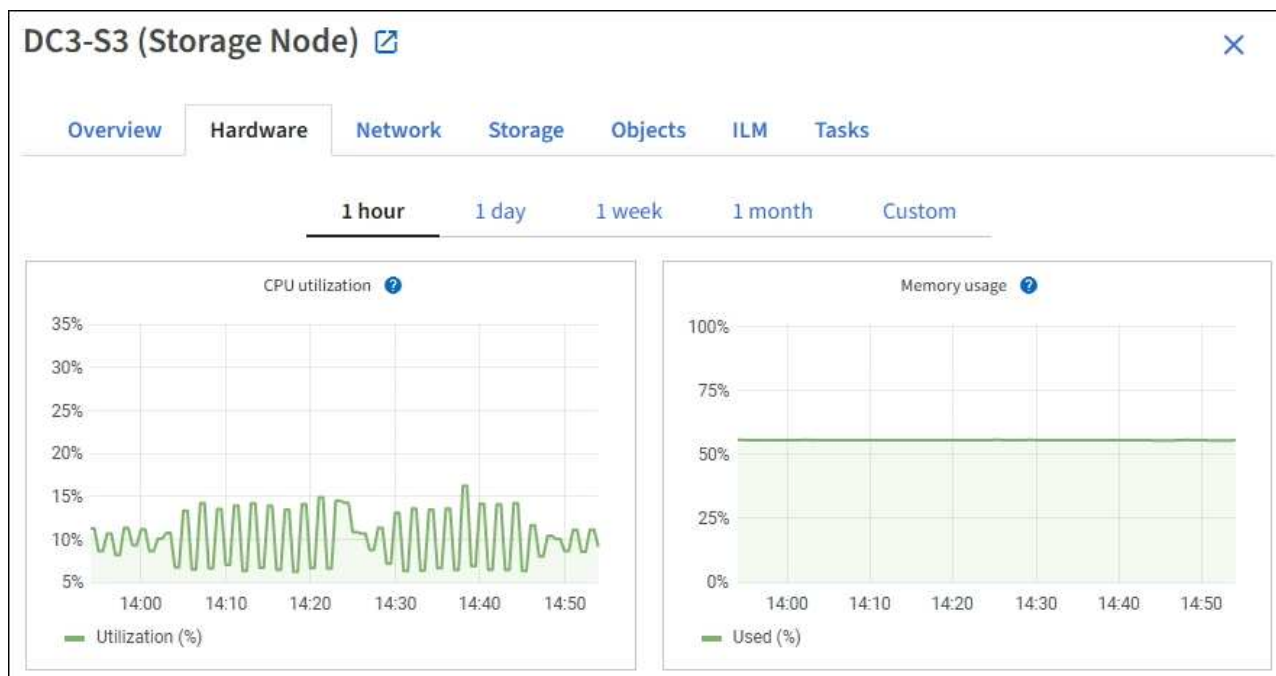 DC3-S3 (Storage Node)
Overview Hardware Network Storage Objects ILM Tasks
1 hour 1 day 1 week 1 month Custom
CPU utilization ?
35%
30%
25%
20%
15%
10%
5%
14:00 14:10 14:20 14:30 14:40 14:50
Utilization (%)
Memory usage ?
100%
75%
50%
25%
0%
14:00 14:10 14:20 14:30 14:40 14:50
Used (%)